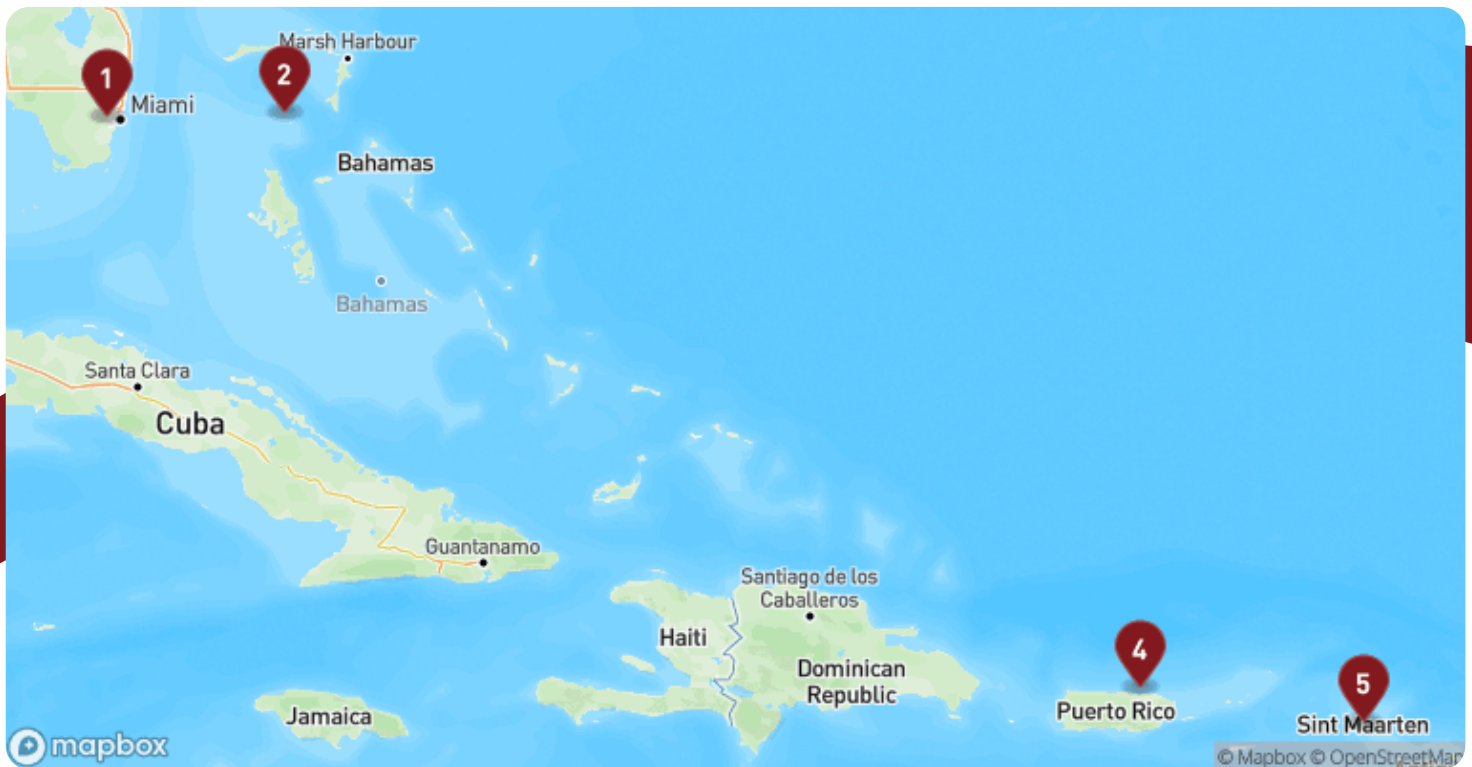 Marsh Harbour
1
2
Miami
Bahamas
Bahamas
Santa Clara
Cuba
Guantanamo
Santiago de los
Caballeros
Haiti
4
Dominican
Republic
5
Puerto Rico
Jamaica
Sint Maarten
mapbox
© Mapbox © OpenStreetMap